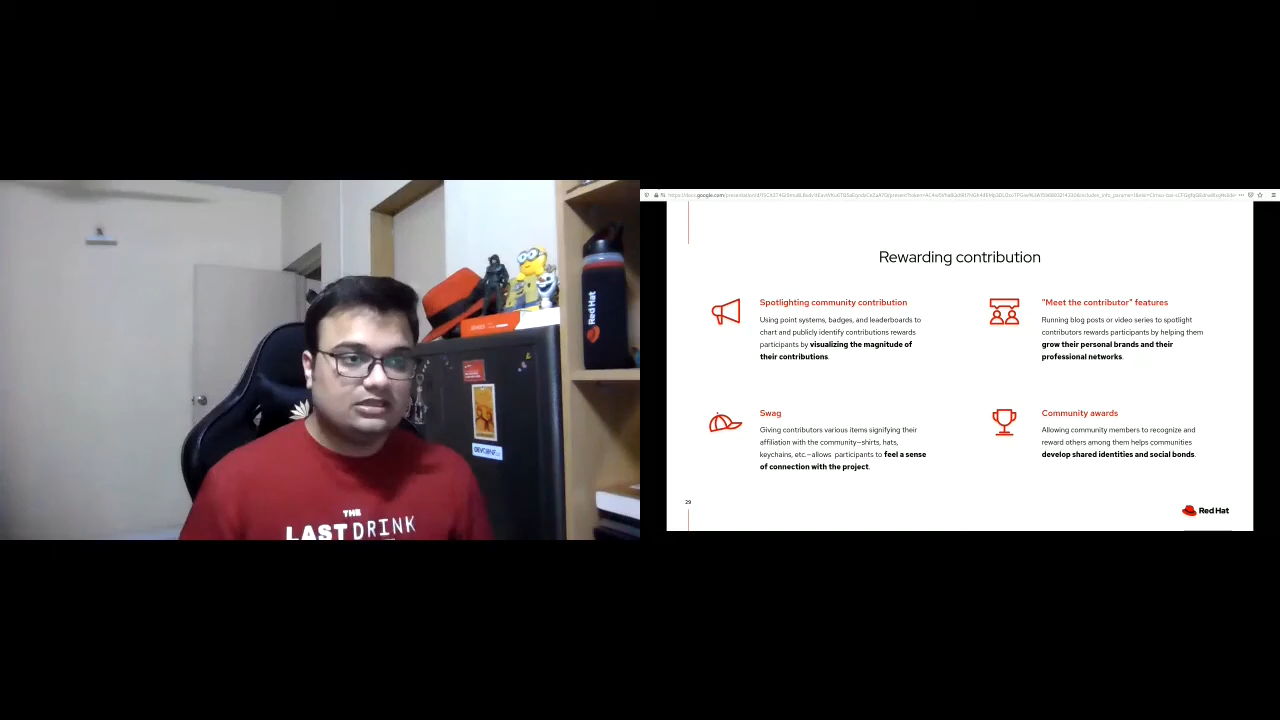 Red Hat
DEVCONF
THE
LAST DRINK
Rewarding contribution
Spotlighting community contribution
Using point systems, badges, and leaderboards to
chart and publicly identify contributions rewards
participants by visualizing the magnitude of
their contributions.
"Meet the contributor" features
Running blog posts or video series to spotlight
contributors rewards participants by helping them
grow their personal brands and their
professional networks.
Swag
Giving contributors various items signifying their
affiliation with the community—shirts, hats,
keychains, etc.—allows participants to feel a sense
of connection with the project.
Community awards
Allowing community members to recognize and
reward others among them helps communities
develop shared identities and social bonds.
29
Red Hat